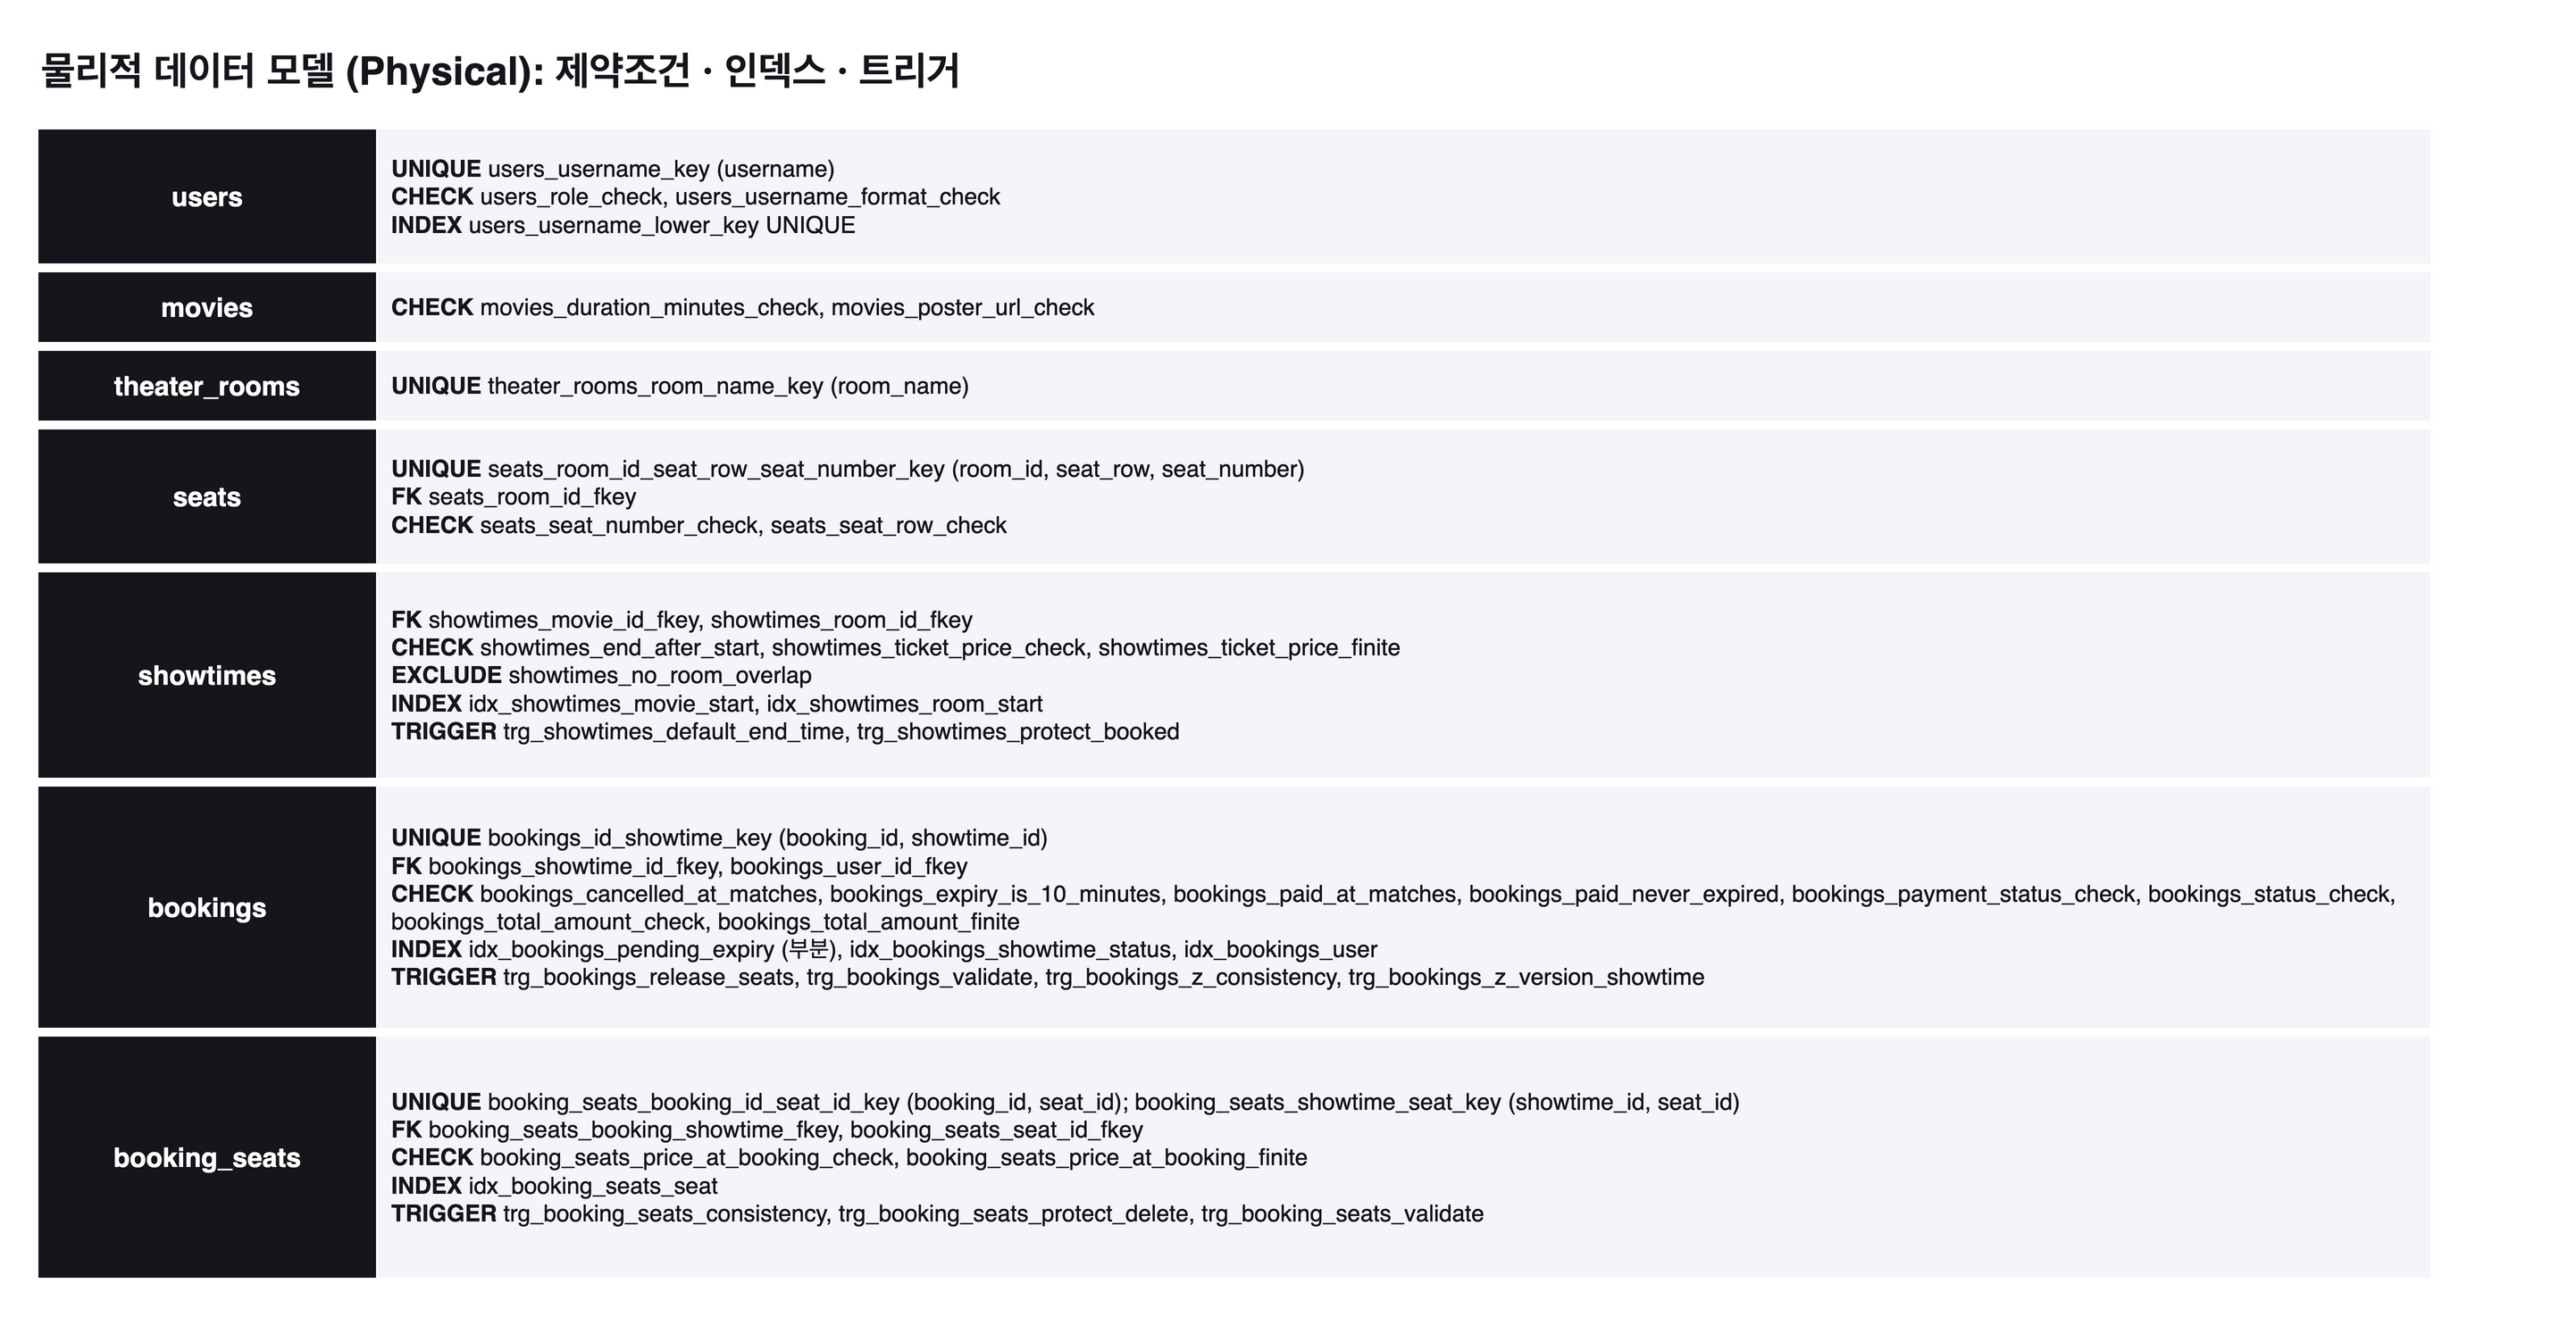 물리적 데이터 모델 (Physical): 제약조건 · 인덱스 · 트리거
users
UNIQUE users_username_key (username)
CHECK users_role_check, users_username_format_check
INDEX users_username_lower_key UNIQUE
movies
CHECK movies_duration_minutes_check, movies_poster_url_check
theater_rooms
UNIQUE theater_rooms_room_name_key (room_name)
seats
UNIQUE seats_room_id_seat_row_seat_number_key (room_id, seat_row, seat_number)
FK seats_room_id_fkey
CHECK seats_seat_number_check, seats_seat_row_check
showtimes
FK showtimes_movie_id_fkey, showtimes_room_id_fkey
CHECK showtimes_end_after_start, showtimes_ticket_price_check, showtimes_ticket_price_finite
EXCLUDE showtimes_no_room_overlap
INDEX idx_showtimes_movie_start, idx_showtimes_room_start
TRIGGER trg_showtimes_default_end_time, trg_showtimes_protect_booked
bookings
UNIQUE bookings_id_showtime_key (booking_id, showtime_id)
FK bookings_showtime_id_fkey, bookings_user_id_fkey
CHECK bookings_cancelled_at_matches, bookings_expiry_is_10_minutes, bookings_paid_at_matches, bookings_paid_never_expired, bookings_payment_status_check, bookings_status_check,
bookings_total_amount_check, bookings_total_amount_finite
INDEX idx_bookings_pending_expiry (부분), idx_bookings_showtime_status, idx_bookings_user
TRIGGER trg_bookings_release_seats, trg_bookings_validate, trg_bookings_z_consistency, trg_bookings_z_version_showtime
booking_seats
UNIQUE booking_seats_booking_id_seat_id_key (booking_id, seat_id); booking_seats_showtime_seat_key (showtime_id, seat_id)
FK booking_seats_booking_showtime_fkey, booking_seats_seat_id_fkey
CHECK booking_seats_price_at_booking_check, booking_seats_price_at_booking_finite
INDEX idx_booking_seats_seat
TRIGGER trg_booking_seats_consistency, trg_booking_seats_protect_delete, trg_booking_seats_validate